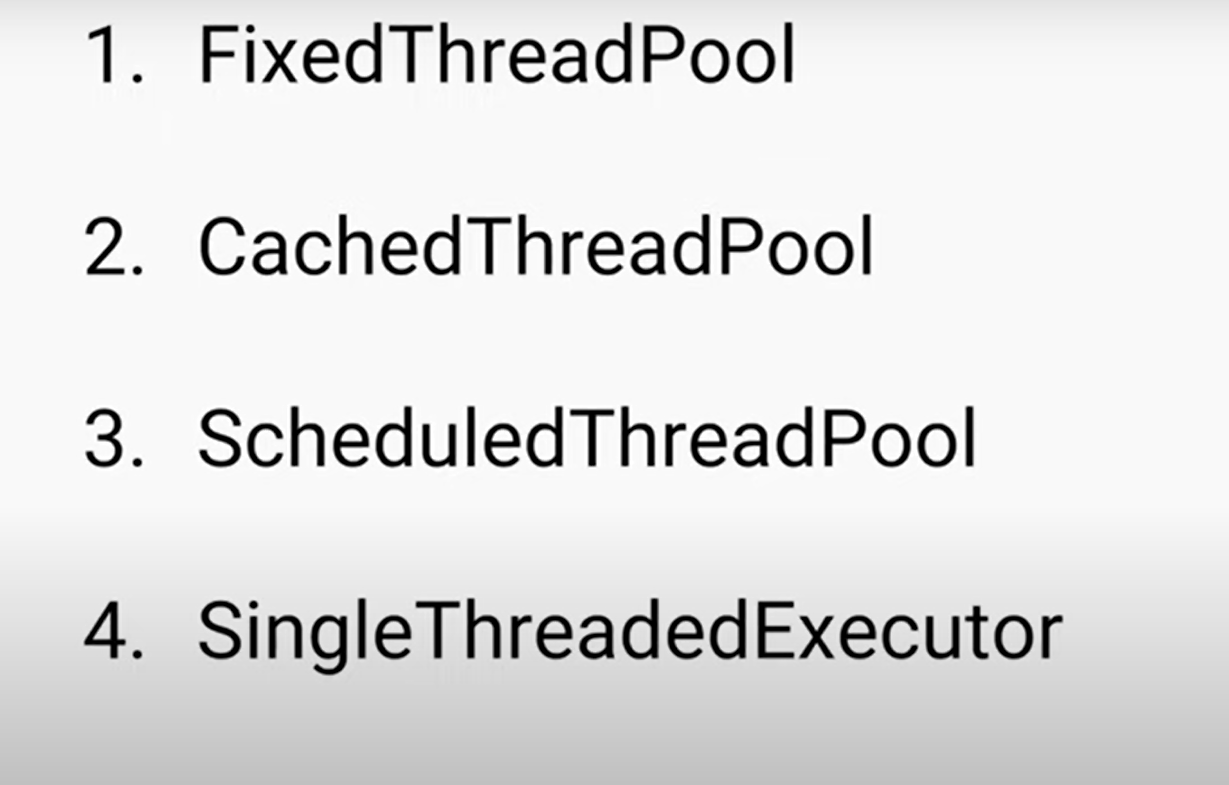 1. FixedThreadPool
2. CachedThreadPool
3. ScheduledThreadPool
4. SingleThreadedExecutor